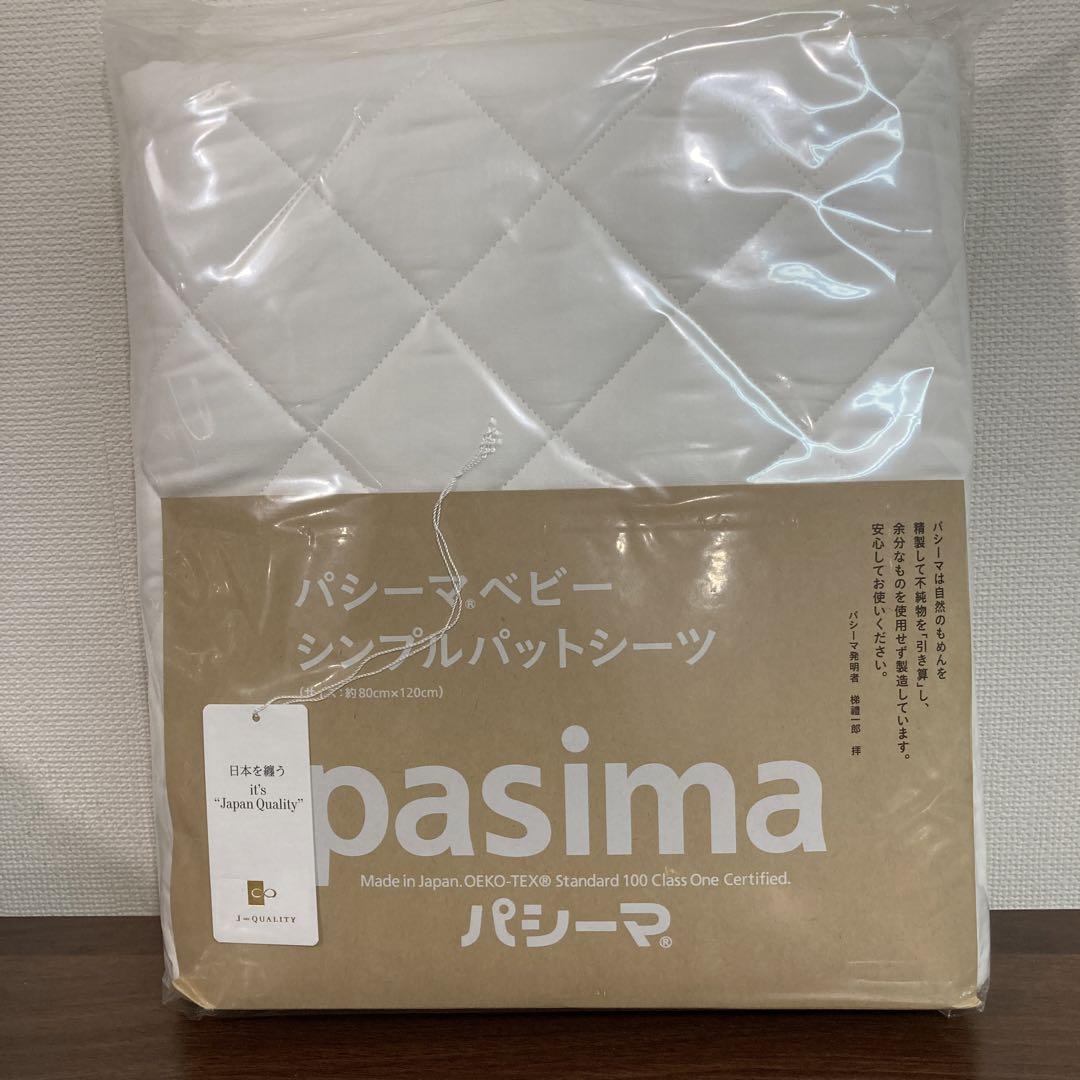 パシーマは自然のもめんを
精製して不純物を「引き算」し、
余分なものを使用せず製造しています。
安心してお使いください。
パシーマ発明者 梯禮一郎 拝
パシーマ®ベビー
シンプルパットシーツ
(サイズ:約80cm×120cm)
pasima
Made in Japan. OEKO-TEX® Standard 100 Class One Certified.
パシーマ®
日本を纏う
it's
"Japan Quality"
J∞QUALITY